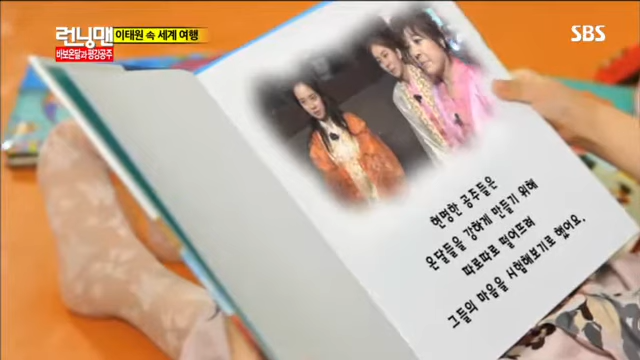 런닝맨
바보온달과 평강공주
이태원 속 세계 여행
SBS
현명한 공주들은
온달들을 강하게 만들기 위해
따로따로 떨어뜨려
그들의 마음을 시험해보기로 했어요.